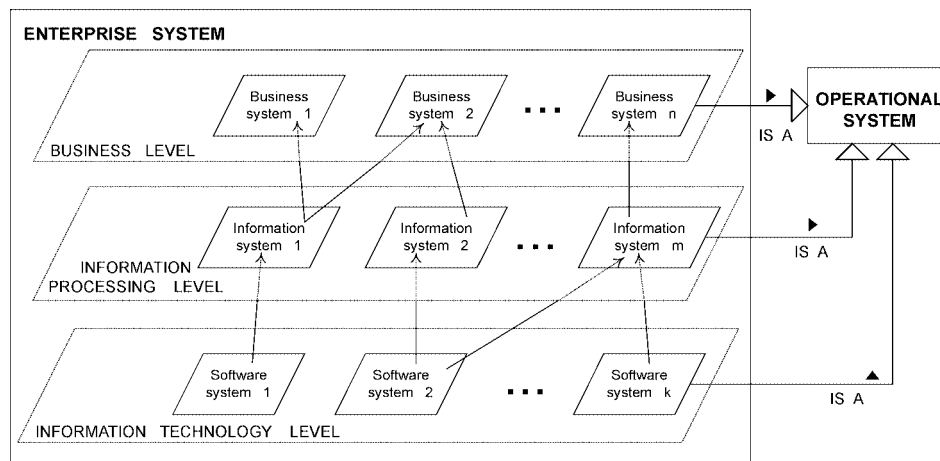 ENTERPRISE SYSTEM
Business
system 1
Business
system 2
...
Business
system n
BUSINESS LEVEL
IS A
OPERATIONAL
SYSTEM
Information
system 1
Information
system 2
...
Information
system m
INFORMATION
PROCESSING LEVEL
IS A
Software
system 1
Software
system 2
...
Software
system k
INFORMATION TECHNOLOGY LEVEL
IS A